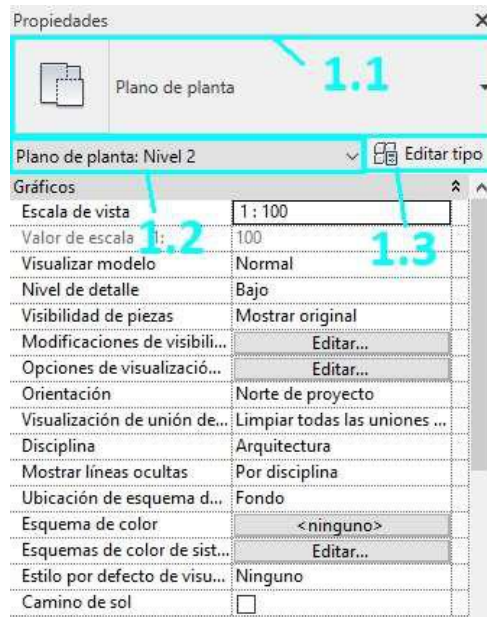 Propiedades
Plano de planta
1.1
Plano de planta: Nivel 2
Editar tipo
1.2
1.3
Gráficos
Escala de vista 1 : 100
Valor de escala 1: 100
Visualizar modelo Normal
Nivel de detalle Bajo
Visibilidad de piezas Mostrar original
Modificaciones de visibili... Editar...
Opciones de visualizació... Editar...
Orientación Norte de proyecto
Visualización de unión de... Limpiar todas las uniones ...
Disciplina Arquitectura
Mostrar líneas ocultas Por disciplina
Ubicación de esquema d... Fondo
Esquema de color <ninguno>
Esquemas de color de sist... Editar...
Estilo por defecto de visu... Ninguno
Camino de sol